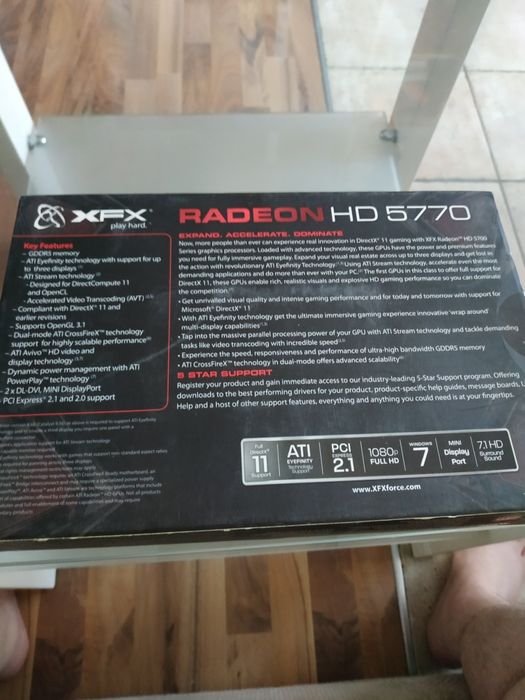 XFX
play hard.
RADEON HD 5770
Key Features
- GDDR5 memory
- ATI Eyefinity technology with support for up
to three displays
- ATI Stream technology
- Designed for DirectCompute 11
and OpenCL
- Accelerated Video Transcoding (AVT)
- Compliant with DirectX® 11 and
earlier revisions
- Supports OpenGL 3.1
- Dual-mode ATI CrossFireX™ technology
support for highly scalable performance
- ATI Avivo™ HD video and
display technology
- Dynamic power management with ATI
PowerPlay™ technology
- 2 x DL-DVI, MINI DisplayPort
- PCI Express® 2.1 and 2.0 support
EXPAND. ACCELERATE. DOMINATE
Now, more people than ever can experience real innovation in DirectX® 11 gaming with XFX Radeon™ HD 5700
Series graphics processors. Loaded with advanced technology, these GPUs have the power and premium features
you need for fully immersive gameplay. Expand your visual real estate across up to three displays and get lost in
the action with revolutionary ATI Eyefinity Technology. Using ATI Stream technology, accelerate even the most
demanding applications and do more than ever with your PC. The first GPUs in this class to offer full support for
DirectX 11, these GPUs enable rich, realistic visuals and explosive HD gaming performance so you can dominate
the competition.
• Get unrivalled visual quality and intense gaming performance and for today and tomorrow with support for
Microsoft® DirectX® 11
• With ATI Eyefinity technology get the ultimate immersive gaming experience innovative 'wrap around'
multi-display capabilities
• Tap into the massive parallel processing power of your GPU with ATI Stream technology and tackle demanding
tasks like video transcoding with incredible speed
• Experience the speed, responsiveness and performance of ultra-high bandwidth GDDR5 memory
• ATI CrossFireX™ technology in dual-mode offers advanced scalability
5 STAR SUPPORT
Register your product and gain immediate access to our industry-leading 5-Star Support program. Offering
downloads to the best performing drivers for your product, product-specific help guides, message boards, L
Help and a host of other support features, everything and anything you could need is at your fingertips.
Full DirectX® 11 Support
ATI EYEFINITY Technology Support
PCI EXPRESS 2.1
1080p FULL HD
WINDOWS 7
MINI Display Port
7.1 HD Surround Sound
www.XFXforce.com